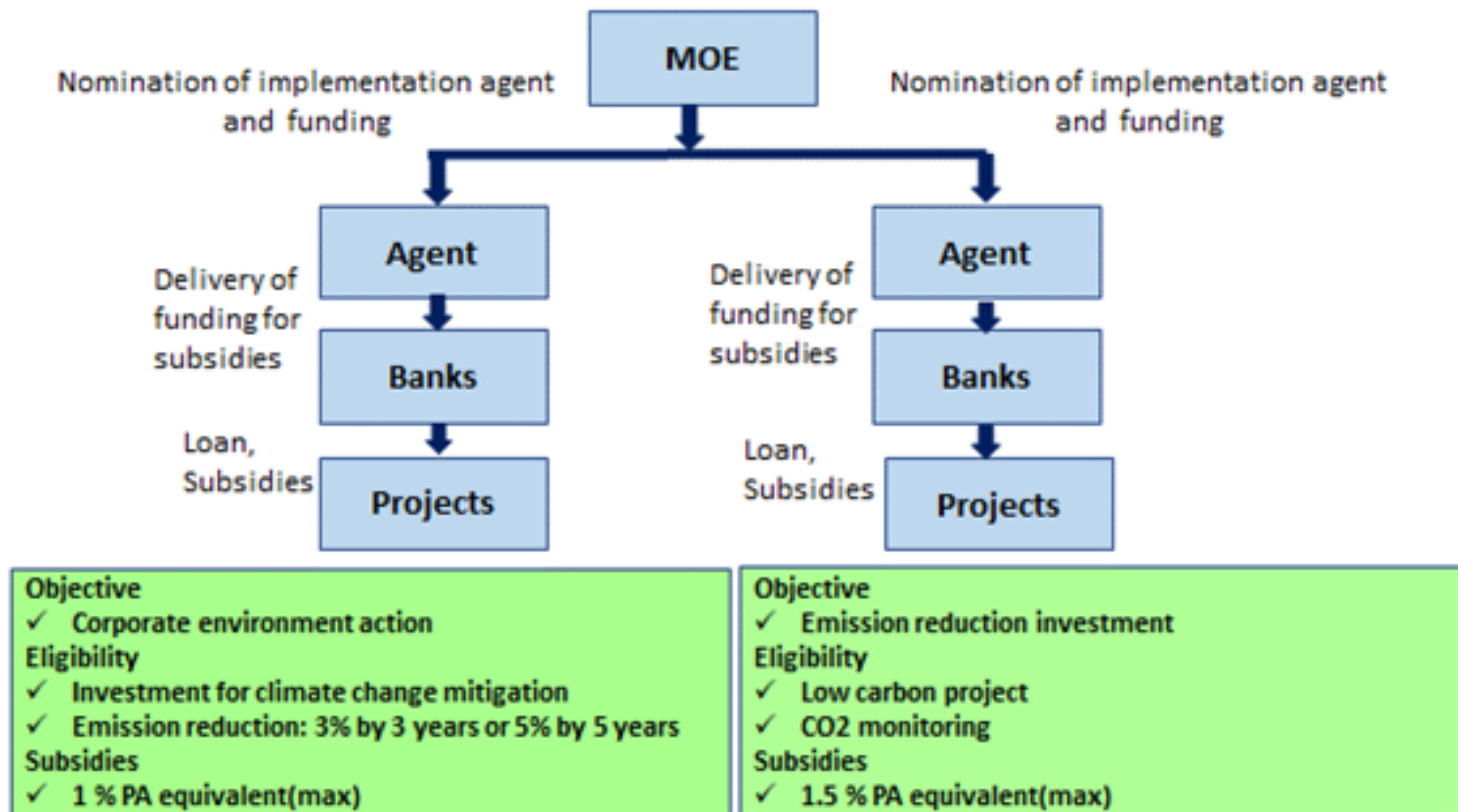 MOE
Nomination of implementation agent
and funding
Nomination of implementation agent
and funding
Agent
Delivery of
funding for
subsidies
Banks
Loan,
Subsidies
Projects
Agent
Delivery of
funding for
subsidies
Banks
Loan,
Subsidies
Projects
Objective
✓ Corporate environment action
Eligibility
✓ Investment for climate change mitigation
✓ Emission reduction: 3% by 3 years or 5% by 5 years
Subsidies
✓ 1 % PA equivalent(max)
Objective
✓ Emission reduction investment
Eligibility
✓ Low carbon project
✓ CO2 monitoring
Subsidies
✓ 1.5 % PA equivalent(max)